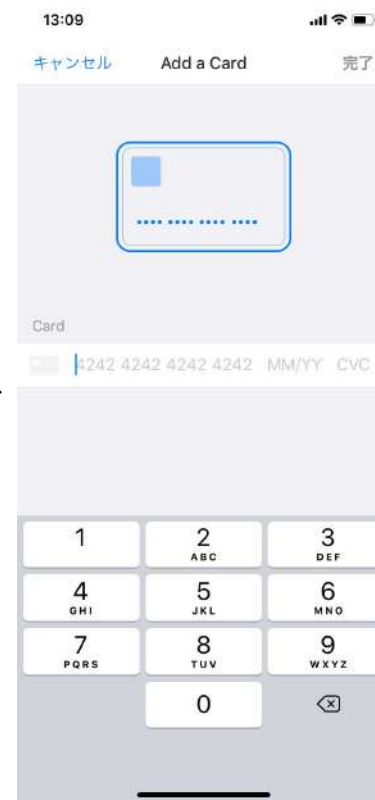 13:09
キャンセル Add a Card 完了
Card
4242 4242 4242 4242 MM/YY CVC
1 2 3
ABC DEF
4 5 6
GHI JKL MNO
7 8 9
PQRS TUV WXYZ
0